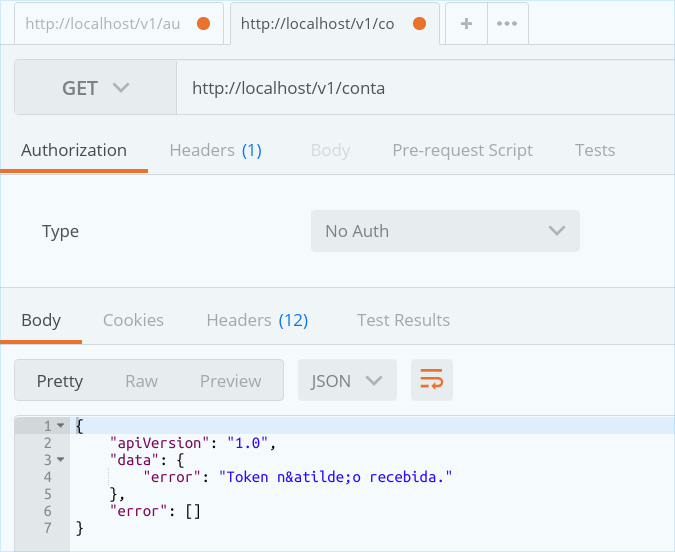 http://localhost/v1/au
http://localhost/v1/co
+
•••
GET
http://localhost/v1/conta
Authorization
Headers (1)
Body
Pre-request Script
Tests
Type
No Auth
Body
Cookies
Headers (12)
Test Results
Pretty
Raw
Preview
JSON
1 {
2 "apiVersion": "1.0",
3 "data": {
4 "error": "Token n&atilde;o recebida."
5 },
6 "error": []
7 }